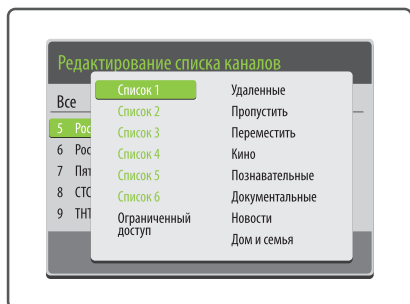 Редактирование списка каналов
Все
5 Рос
6 Рос
7 Пят
8 СТС
9 ТНТ
Список 1
Список 2
Список 3
Список 4
Список 5
Список 6
Ограниченный
доступ
Удаленные
Пропустить
Переместить
Кино
Познавательные
Документальные
Новости
Дом и семья